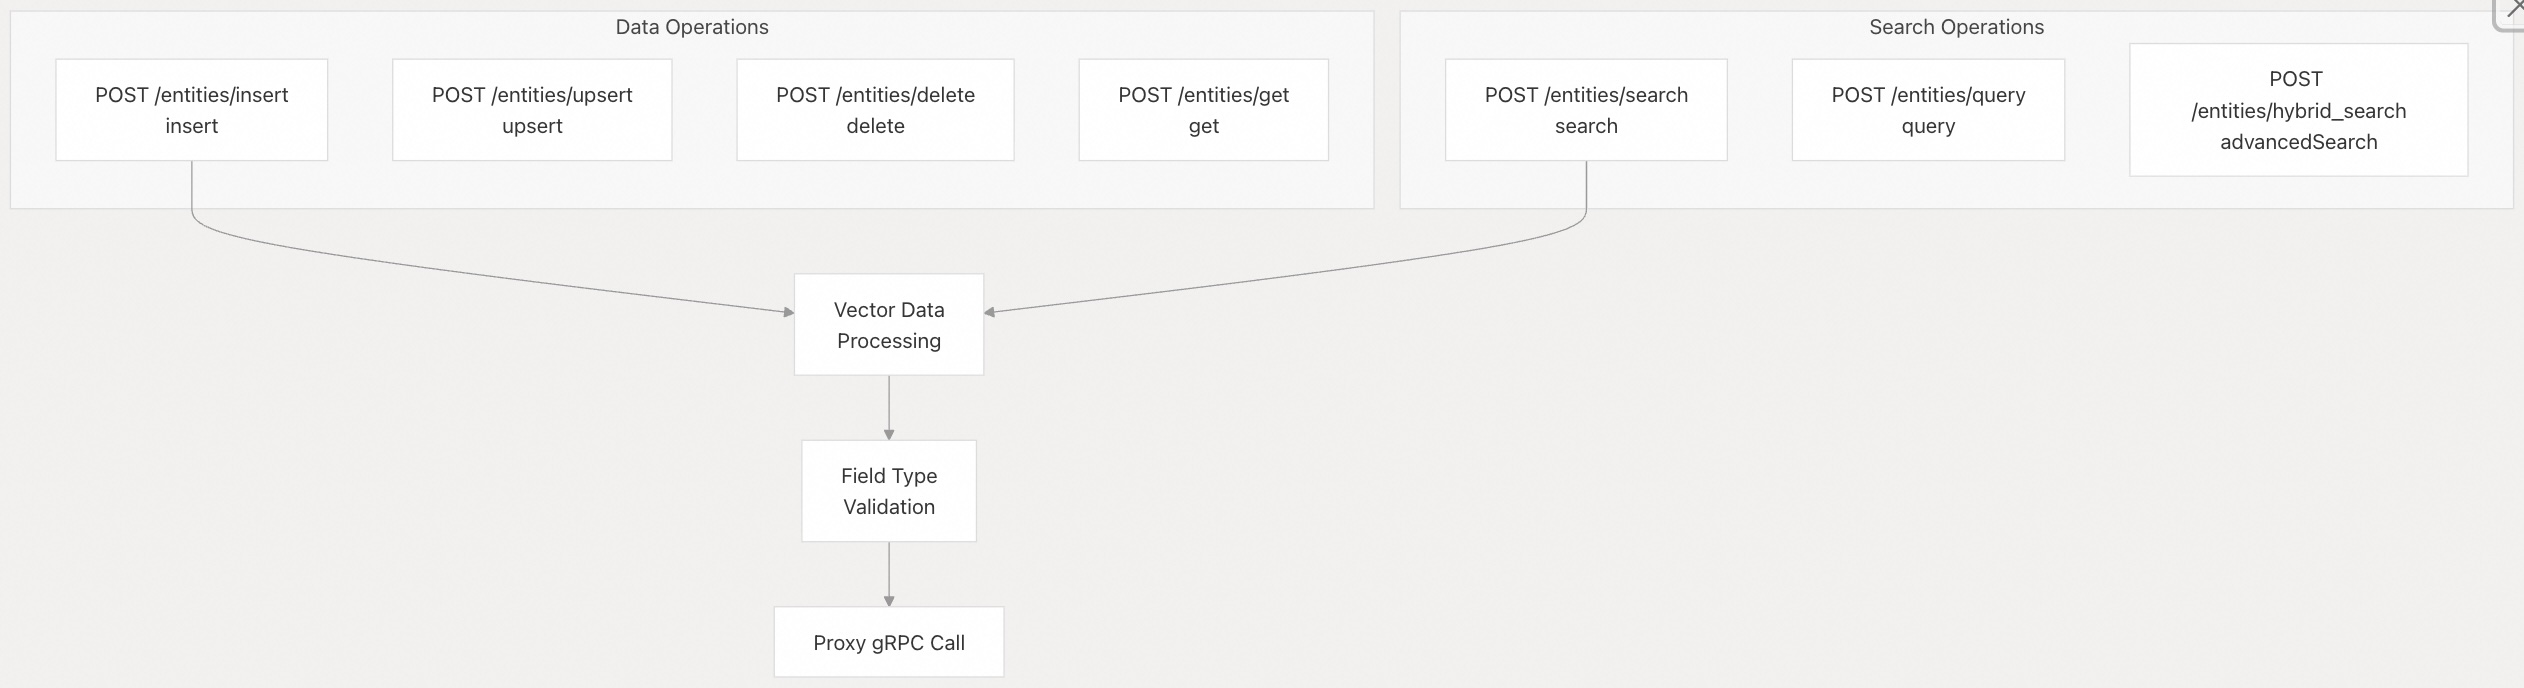 Data Operations
POST /entities/insert
insert
POST /entities/upsert
upsert
POST /entities/delete
delete
POST /entities/get
get
Search Operations
POST /entities/search
search
POST /entities/query
query
POST
/entities/hybrid_search
advancedSearch
Vector Data
Processing
Field Type
Validation
Proxy gRPC Call